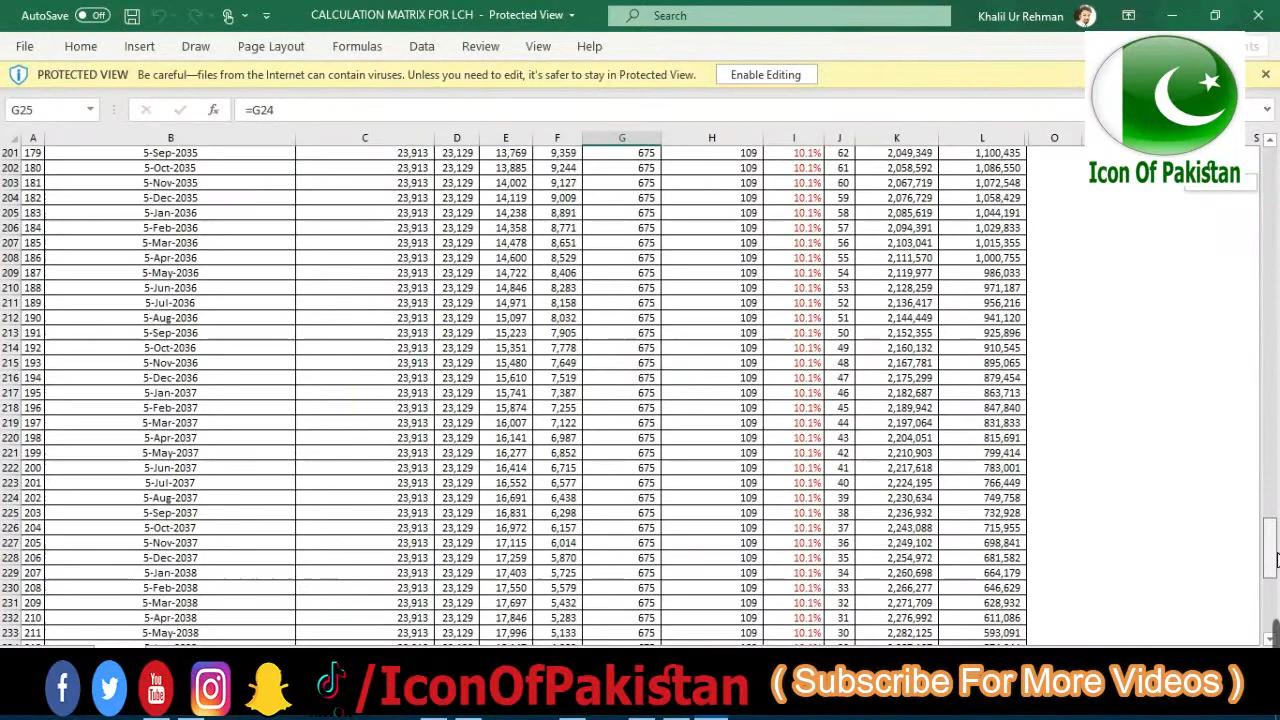 AutoSave Off CALCULATION MATRIX FOR LCH - Protected View Search Khalil Ur Rehman
File Home Insert Draw Page Layout Formulas Data Review View Help
PROTECTED VIEW Be careful—files from the Internet can contain viruses. Unless you need to edit, it's safer to stay in Protected View. Enable Editing
G25 fx =G24
Icon Of Pakistan
A B C D E F G H I J K L O S
201 179 5-Sep-2035 23,913 23,129 13,769 9,359 675 109 10.1% 62 2,049,349 1,100,435
202 180 5-Oct-2035 23,913 23,129 13,885 9,244 675 109 10.1% 61 2,058,592 1,086,550
203 181 5-Nov-2035 23,913 23,129 14,002 9,127 675 109 10.1% 60 2,067,719 1,072,548
204 182 5-Dec-2035 23,913 23,129 14,119 9,009 675 109 10.1% 59 2,076,729 1,058,429
205 183 5-Jan-2036 23,913 23,129 14,238 8,891 675 109 10.1% 58 2,085,619 1,044,191
206 184 5-Feb-2036 23,913 23,129 14,358 8,771 675 109 10.1% 57 2,094,391 1,029,833
207 185 5-Mar-2036 23,913 23,129 14,478 8,651 675 109 10.1% 56 2,103,041 1,015,355
208 186 5-Apr-2036 23,913 23,129 14,600 8,529 675 109 10.1% 55 2,111,570 1,000,755
209 187 5-May-2036 23,913 23,129 14,722 8,406 675 109 10.1% 54 2,119,977 986,033
210 188 5-Jun-2036 23,913 23,129 14,846 8,283 675 109 10.1% 53 2,128,259 971,187
211 189 5-Jul-2036 23,913 23,129 14,971 8,158 675 109 10.1% 52 2,136,417 956,216
212 190 5-Aug-2036 23,913 23,129 15,097 8,032 675 109 10.1% 51 2,144,449 941,120
213 191 5-Sep-2036 23,913 23,129 15,223 7,905 675 109 10.1% 50 2,152,355 925,896
214 192 5-Oct-2036 23,913 23,129 15,351 7,778 675 109 10.1% 49 2,160,132 910,545
215 193 5-Nov-2036 23,913 23,129 15,480 7,649 675 109 10.1% 48 2,167,781 895,065
216 194 5-Dec-2036 23,913 23,129 15,610 7,519 675 109 10.1% 47 2,175,299 879,454
217 195 5-Jan-2037 23,913 23,129 15,741 7,387 675 109 10.1% 46 2,182,687 863,713
218 196 5-Feb-2037 23,913 23,129 15,874 7,255 675 109 10.1% 45 2,189,942 847,840
219 197 5-Mar-2037 23,913 23,129 16,007 7,122 675 109 10.1% 44 2,197,064 831,833
220 198 5-Apr-2037 23,913 23,129 16,141 6,987 675 109 10.1% 43 2,204,051 815,691
221 199 5-May-2037 23,913 23,129 16,277 6,852 675 109 10.1% 42 2,210,903 799,414
222 200 5-Jun-2037 23,913 23,129 16,414 6,715 675 109 10.1% 41 2,217,618 783,001
223 201 5-Jul-2037 23,913 23,129 16,552 6,577 675 109 10.1% 40 2,224,195 766,449
224 202 5-Aug-2037 23,913 23,129 16,691 6,438 675 109 10.1% 39 2,230,634 749,758
225 203 5-Sep-2037 23,913 23,129 16,831 6,298 675 109 10.1% 38 2,236,932 732,928
226 204 5-Oct-2037 23,913 23,129 16,972 6,157 675 109 10.1% 37 2,243,088 715,955
227 205 5-Nov-2037 23,913 23,129 17,115 6,014 675 109 10.1% 36 2,249,102 698,841
228 206 5-Dec-2037 23,913 23,129 17,259 5,870 675 109 10.1% 35 2,254,972 681,582
229 207 5-Jan-2038 23,913 23,129 17,403 5,725 675 109 10.1% 34 2,260,698 664,179
230 208 5-Feb-2038 23,913 23,129 17,550 5,579 675 109 10.1% 33 2,266,277 646,629
231 209 5-Mar-2038 23,913 23,129 17,697 5,432 675 109 10.1% 32 2,271,709 628,932
232 210 5-Apr-2038 23,913 23,129 17,846 5,283 675 109 10.1% 31 2,276,992 611,086
233 211 5-May-2038 23,913 23,129 17,996 5,133 675 109 10.1% 30 2,282,125 593,091
You Tube /IconOfPakistan ( Subscribe For More Videos )